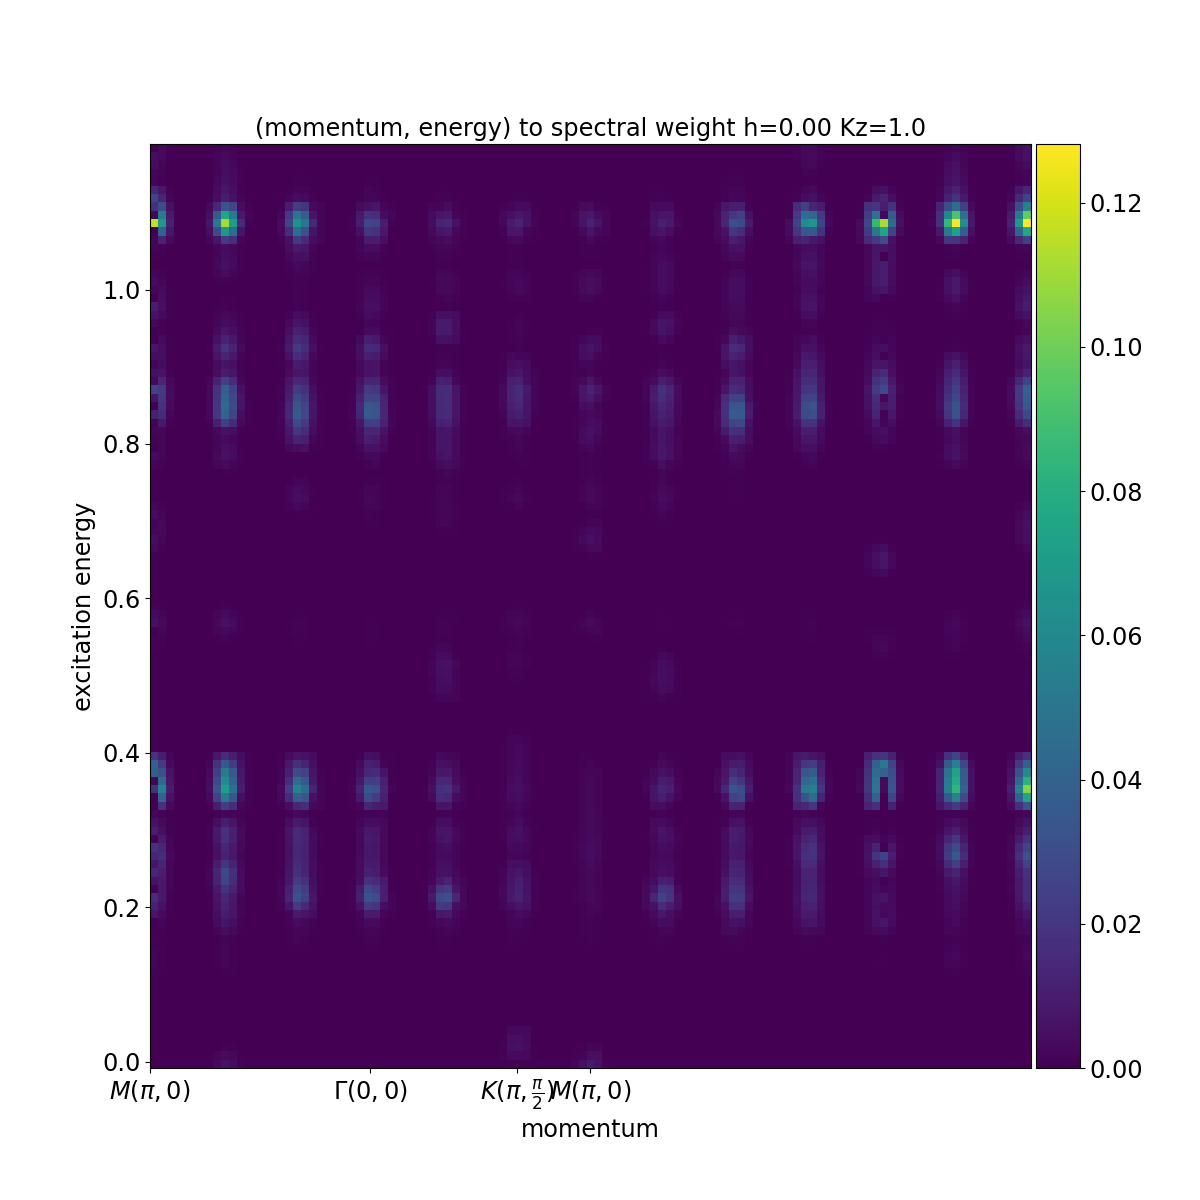 (momentum, energy) to spectral weight h=0.00 Kz=1.0
excitation energy
1.0
0.8
0.6
0.4
0.2
0.0
M(π, 0)
Γ(0, 0)
K(π, π/2)
M(π, 0)
momentum
0.12
0.10
0.08
0.06
0.04
0.02
0.00